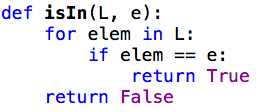 def isIn(L, e):
    for elem in L:
        if elem == e:
            return True
    return False